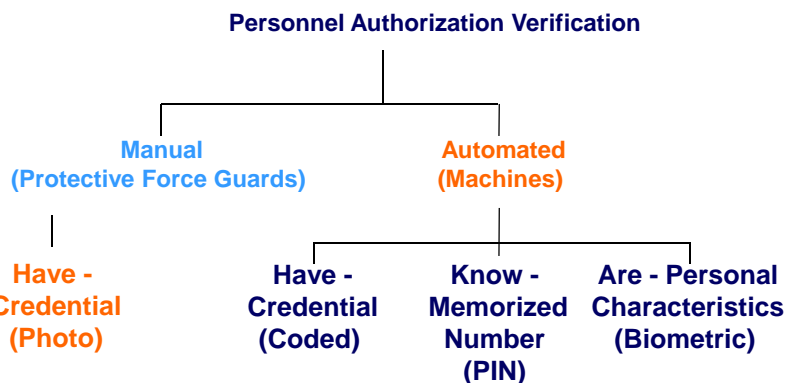 Personnel Authorization Verification
Manual
(Protective Force Guards)
Automated
(Machines)
Have -
Credential
(Photo)
Have -
Credential
(Coded)
Know -
Memorized
Number
(PIN)
Are - Personal
Characteristics
(Biometric)